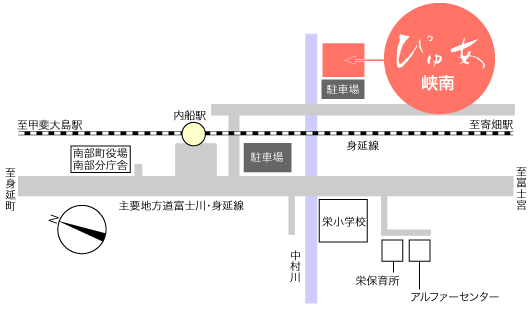 ぴゅあ
峡南
駐車場
内船駅
至甲斐大島駅
至寄畑駅
身延線
南部町役場
南部分庁舎
駐車場
至身延町
至富士宮
主要地方道富士川・身延線
N
栄小学校
中村川
栄保育所
アルファーセンター